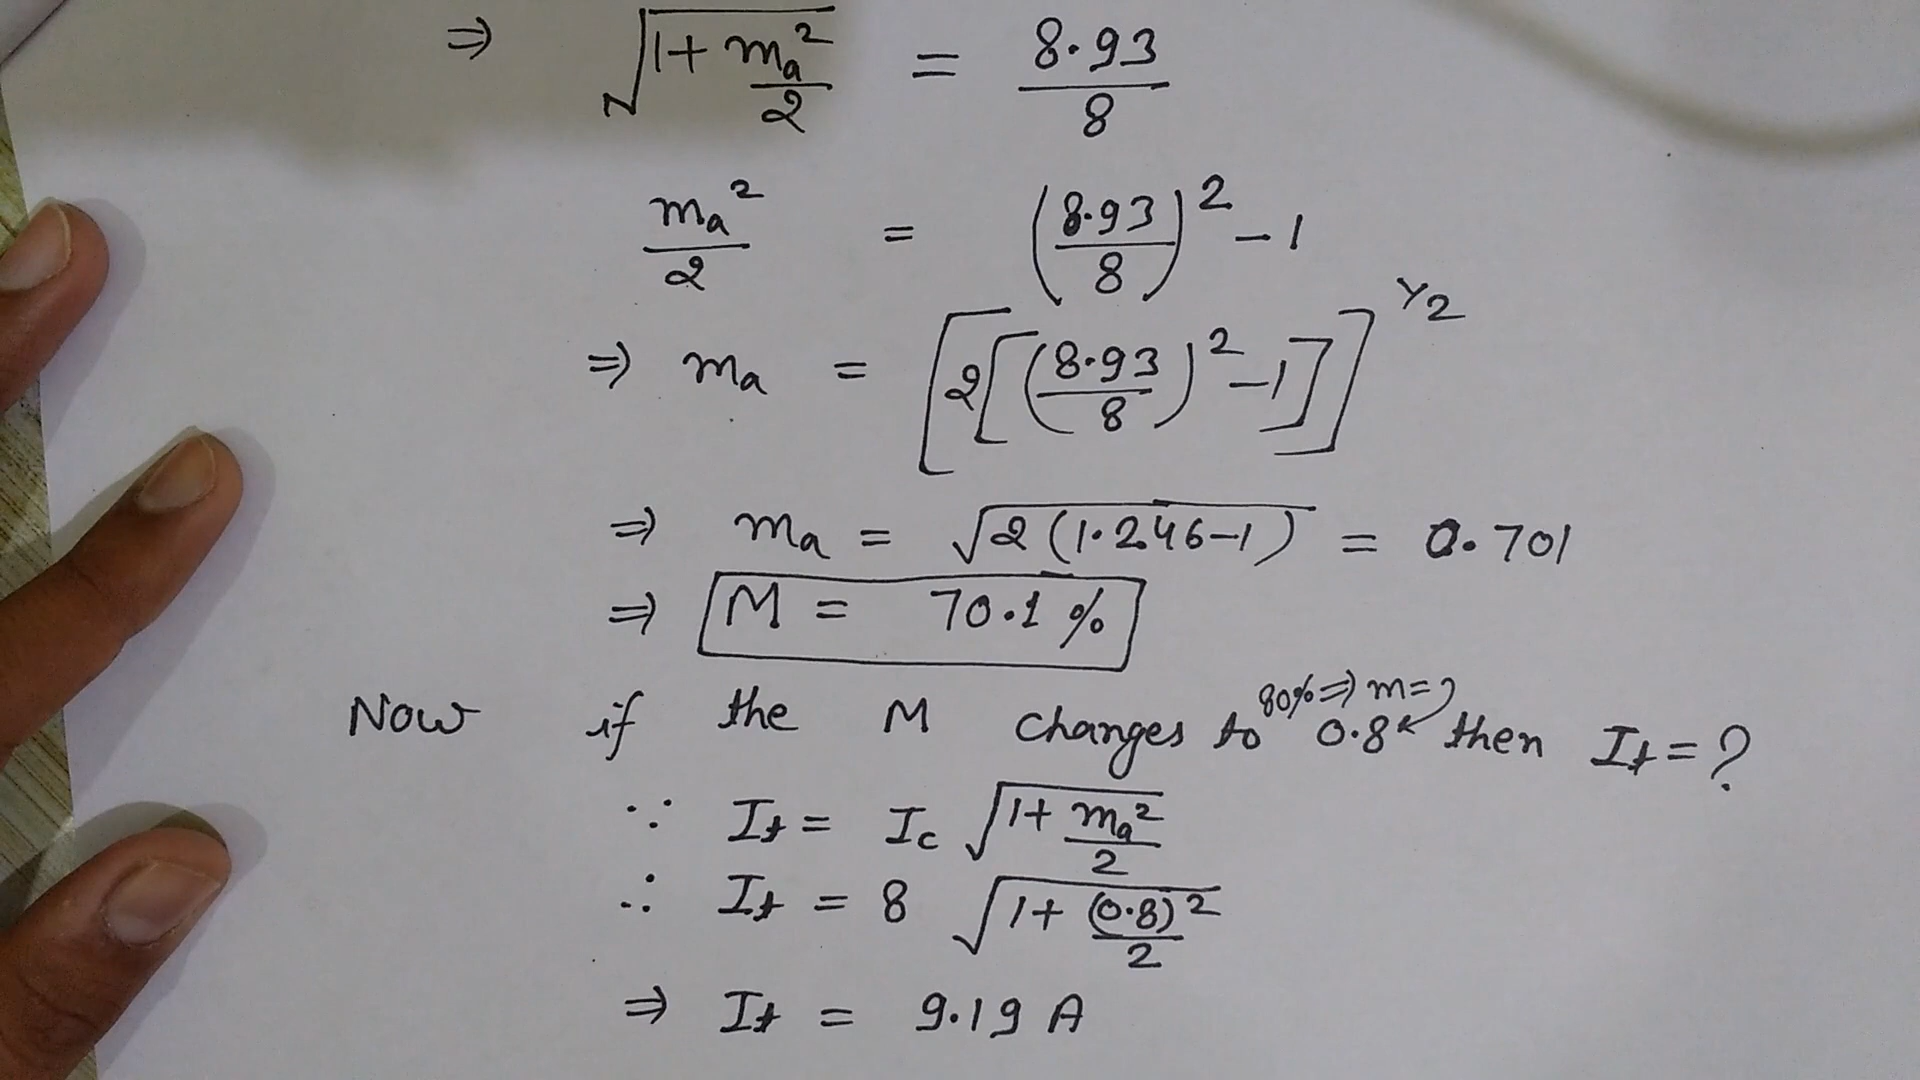 ⇒ √(1 + ma²/2) = 8.93/8
ma²/2 = (8.93/8)² - 1
⇒ ma = [2[(8.93/8)² - 1]]^1/2
⇒ ma = √2(1.246-1) = 0.701
⇒ M = 70.1 %
80% ⇒ m = ?
Now if the M changes to 0.8 then It = ?
∵ It = Ic √(1 + ma²/2)
∴ It = 8 √(1 + (0.8)²/2)
⇒ It = 9.19 A